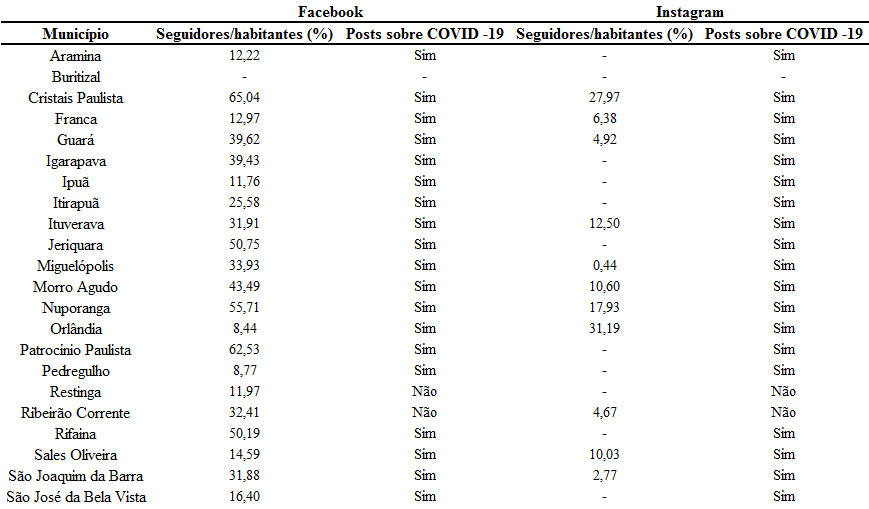 Facebook Instagram
Município Seguidores/habitantes (%) Posts sobre COVID -19 Seguidores/habitantes (%) Posts sobre COVID -19
Aramina 12,22 Sim - Sim
Buritizal - - - -
Cristais Paulista 65,04 Sim 27,97 Sim
Franca 12,97 Sim 6,38 Sim
Guará 39,62 Sim 4,92 Sim
Igarapava 39,43 Sim - Sim
Ipuã 11,76 Sim - Sim
Itirapuã 25,58 Sim - Sim
Ituverava 31,91 Sim 12,50 Sim
Jeriquara 50,75 Sim - Sim
Miguelópolis 33,93 Sim 0,44 Sim
Morro Agudo 43,49 Sim 10,60 Sim
Nuporanga 55,71 Sim 17,93 Sim
Orlândia 8,44 Sim 31,19 Sim
Patrocínio Paulista 62,53 Sim - Sim
Pedregulho 8,77 Sim - Sim
Restinga 11,97 Não - Não
Ribeirão Corrente 32,41 Não 4,67 Não
Rifaina 50,19 Sim - Sim
Sales Oliveira 14,59 Sim 10,03 Sim
São Joaquim da Barra 31,88 Sim 2,77 Sim
São José da Bela Vista 16,40 Sim - Sim